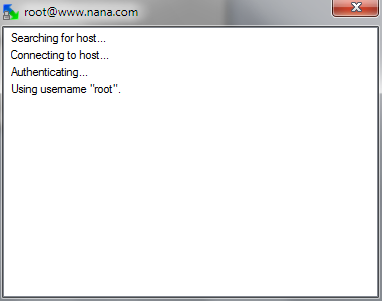 root@www.nana.com
Searching for host...
Connecting to host...
Authenticating...
Using username "root".